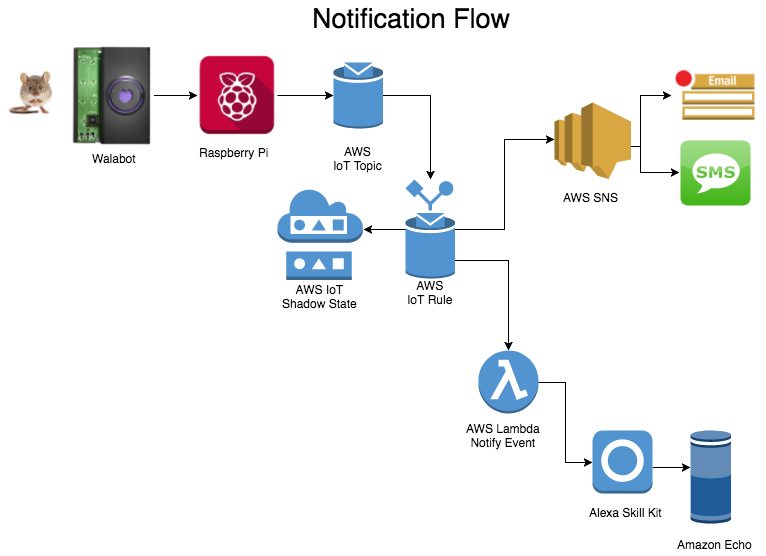 Notification Flow
Walabot
Raspberry Pi
AWS
IoT Topic
Email
SMS
AWS SNS
AWS IoT
Shadow State
AWS
IoT Rule
AWS Lambda
Notify Event
Alexa Skill Kit
Amazon Echo